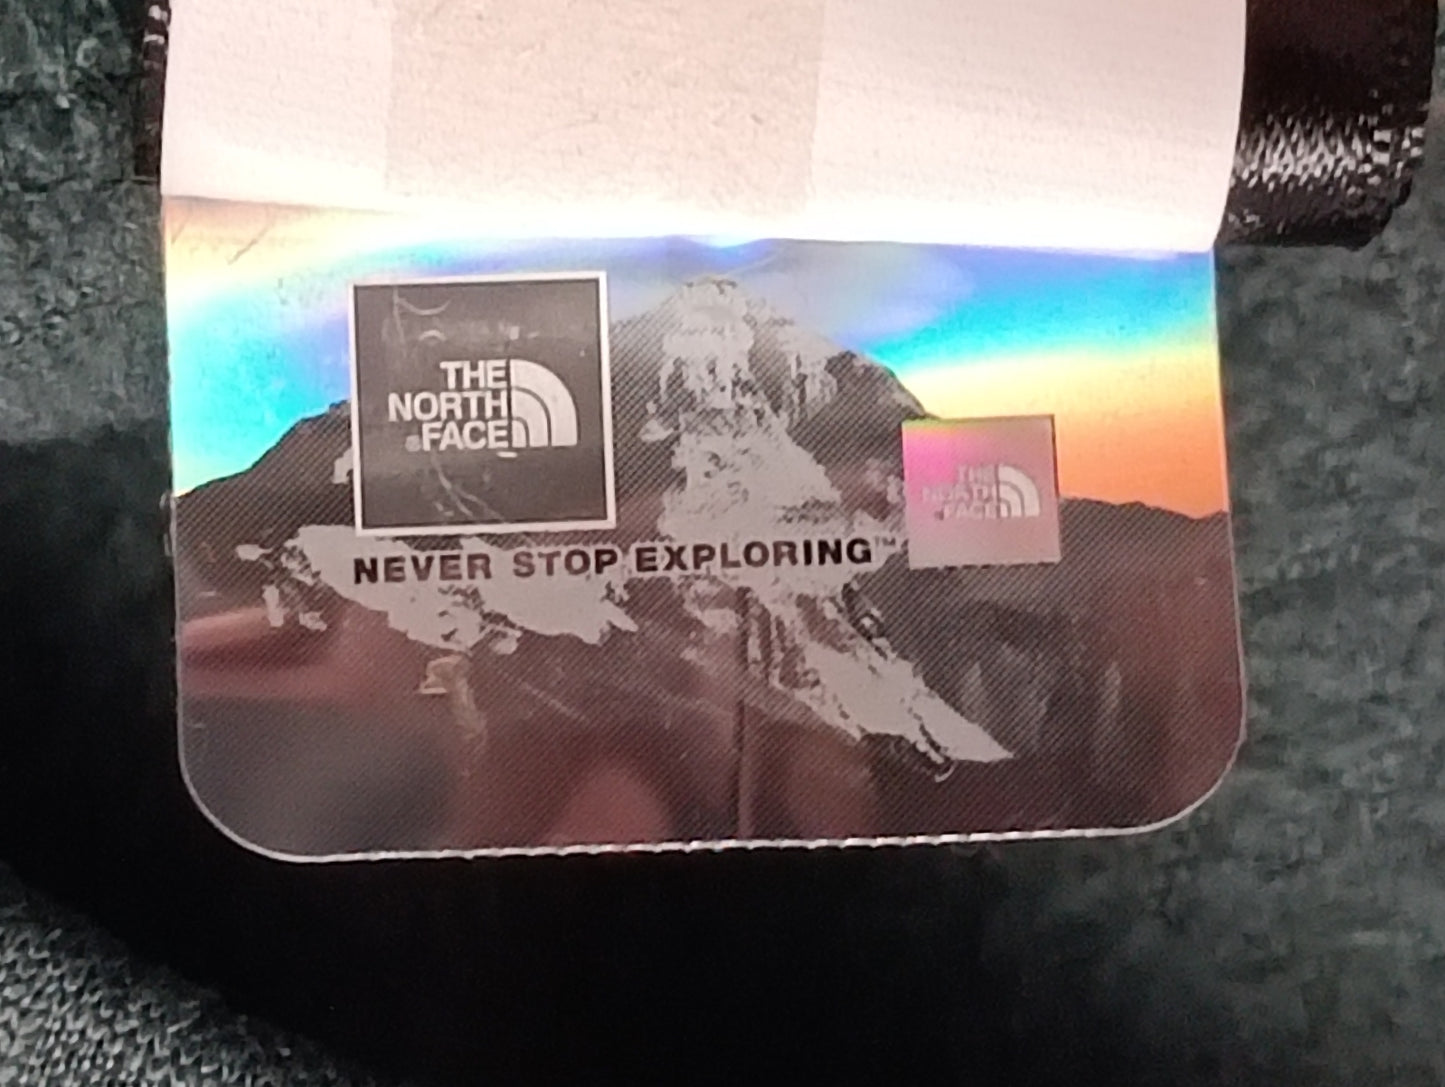 THE
NORTH
®FACE
NEVER STOP EXPLORING™
THE
NORTH
FACE